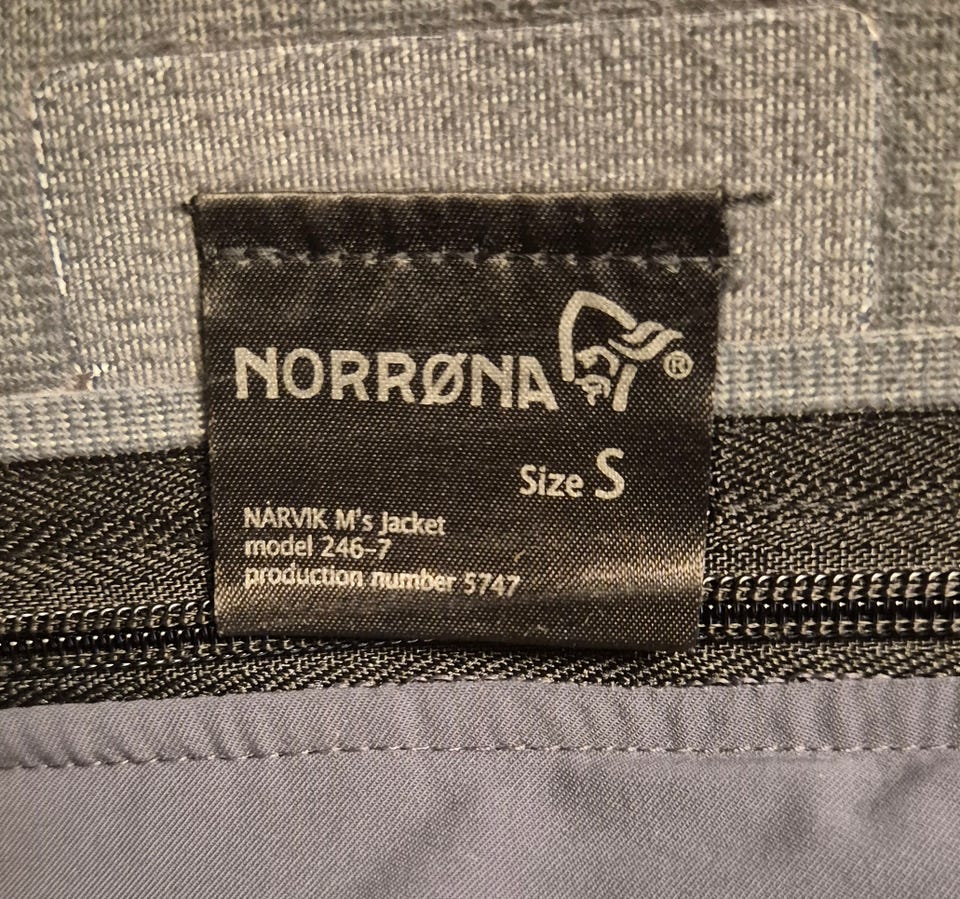 NORRØNA®
Size S
NARVIK M's Jacket
model 246-7
production number 5747